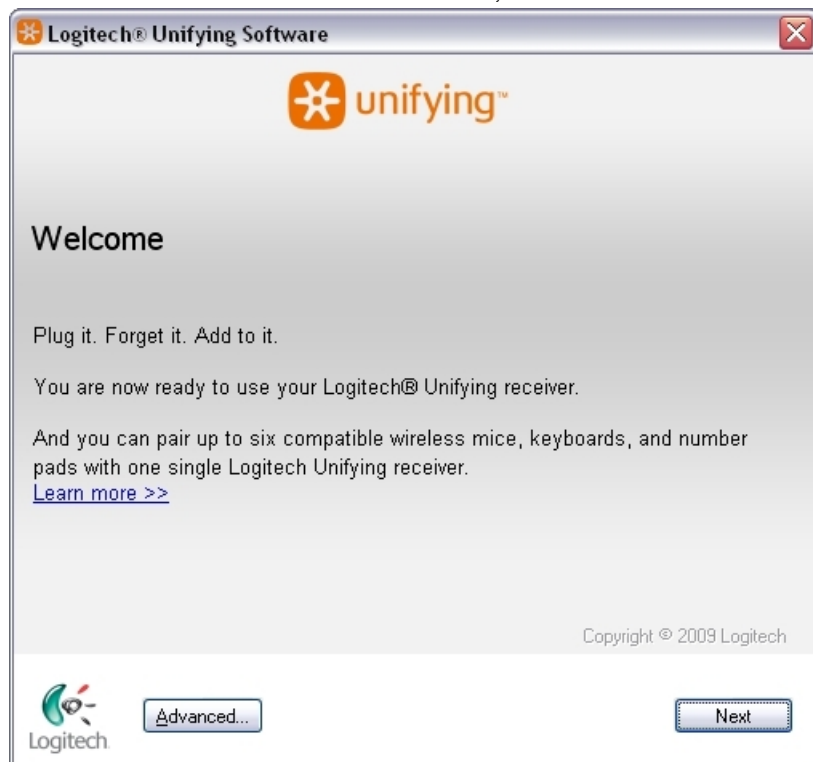 Logitech® Unifying Software
unifying™
Welcome
Plug it. Forget it. Add to it.
You are now ready to use your Logitech® Unifying receiver.
And you can pair up to six compatible wireless mice, keyboards, and number
pads with one single Logitech Unifying receiver.
Learn more >>
Copyright © 2009 Logitech
Logitech
Advanced...
Next